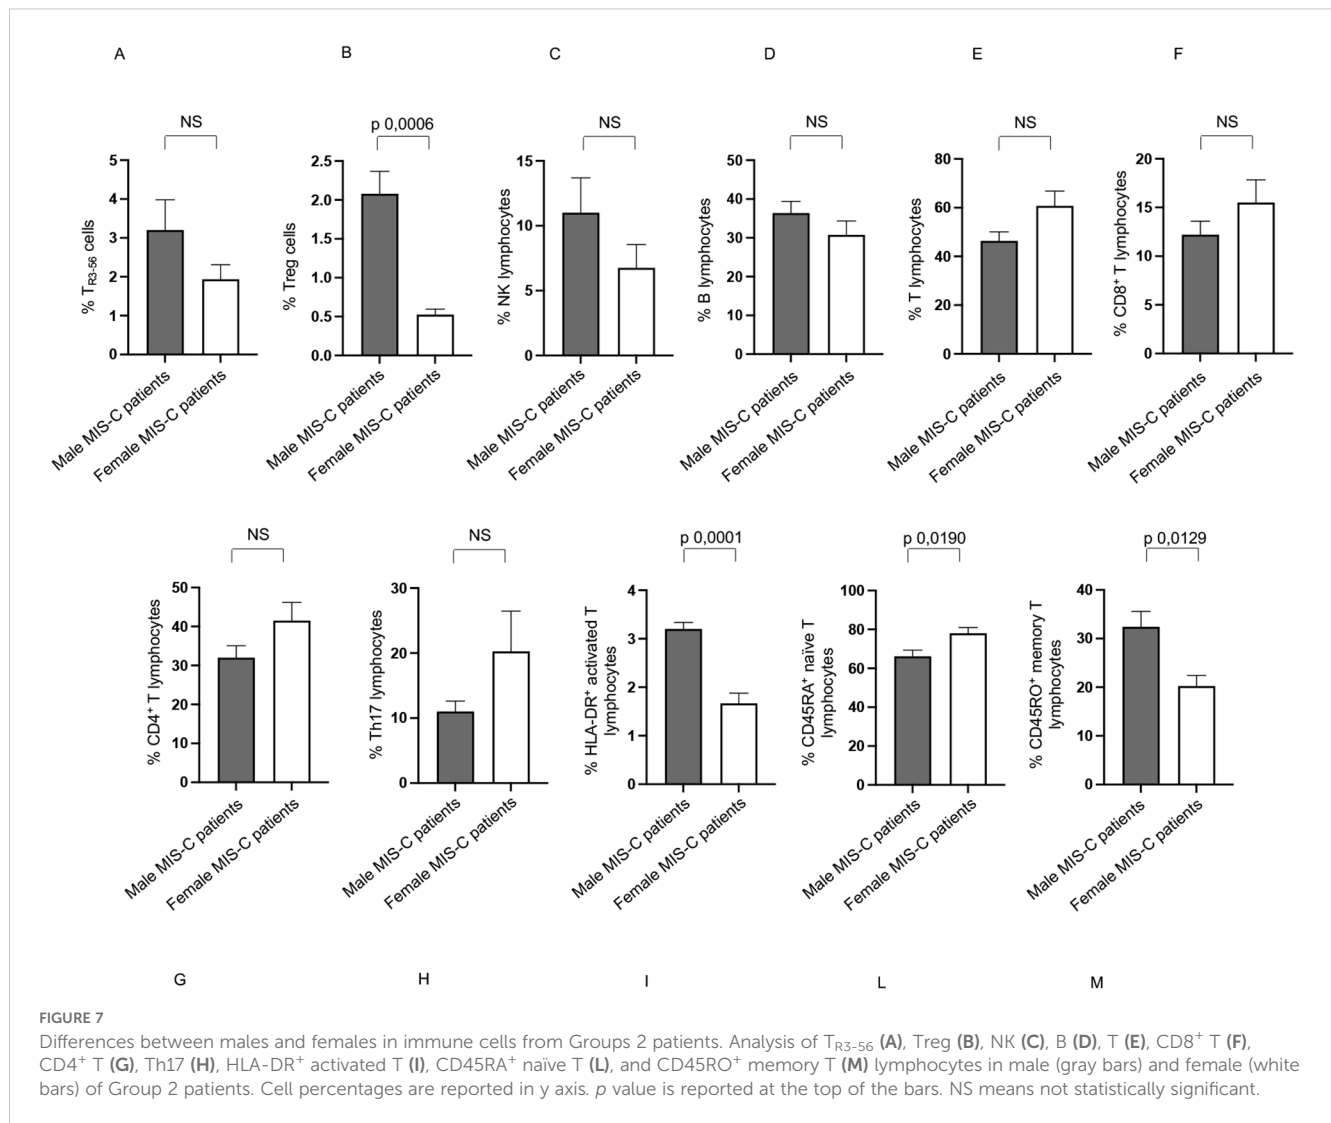 A
B
C
D
E
F
NS
% T_R3-56 cells
5
4
3
2
1
0
Male MIS-C patients
Female MIS-C patients
p 0,0006
% Treg cells
2.5
2.0
1.5
1.0
0.5
0.0
Male MIS-C patients
Female MIS-C patients
NS
% NK lymphocytes
15
10
5
0
Male MIS-C patients
Female MIS-C patients
NS
% B lymphocytes
50
40
30
20
10
0
Male MIS-C patients
Female MIS-C patients
NS
% T lymphocytes
80
60
40
20
0
Male MIS-C patients
Female MIS-C patients
NS
% CD8⁺ T lymphocytes
20
15
10
5
0
Male MIS-C patients
Female MIS-C patients
NS
% CD4⁺ T lymphocytes
50
40
30
20
10
0
Male MIS-C patients
Female MIS-C patients
NS
% Th17 lymphocytes
30
20
10
0
Male MIS-C patients
Female MIS-C patients
p 0,0001
% HLA-DR⁺ activated T
lymphocytes
4
3
2
1
0
Male MIS-C patients
Female MIS-C patients
p 0,0190
% CD45RA⁺ naïve T
lymphocytes
100
80
60
40
20
0
Male MIS-C patients
Female MIS-C patients
p 0,0129
% CD45RO⁺ memory T
lymphocytes
40
30
20
10
0
Male MIS-C patients
Female MIS-C patients
G
H
I
L
M
FIGURE 7
Differences between males and females in immune cells from Groups 2 patients. Analysis of T_R3-56 (A), Treg (B), NK (C), B (D), T (E), CD8⁺ T (F),
CD4⁺ T (G), Th17 (H), HLA-DR⁺ activated T (I), CD45RA⁺ naïve T (L), and CD45RO⁺ memory T (M) lymphocytes in male (gray bars) and female (white
bars) of Group 2 patients. Cell percentages are reported in y axis. p value is reported at the top of the bars. NS means not statistically significant.